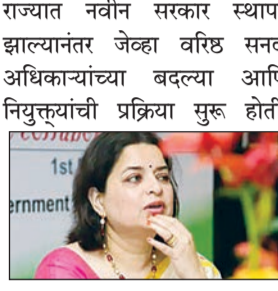 राज्यात नवीन सरकार स्थाप
झाल्यानंतर जेव्हा वरिष्ठ सनद
अधिकाऱ्यांच्या बदल्या आणि
नियुक्त्यांची प्रक्रिया सुरू होत
1st
ernment